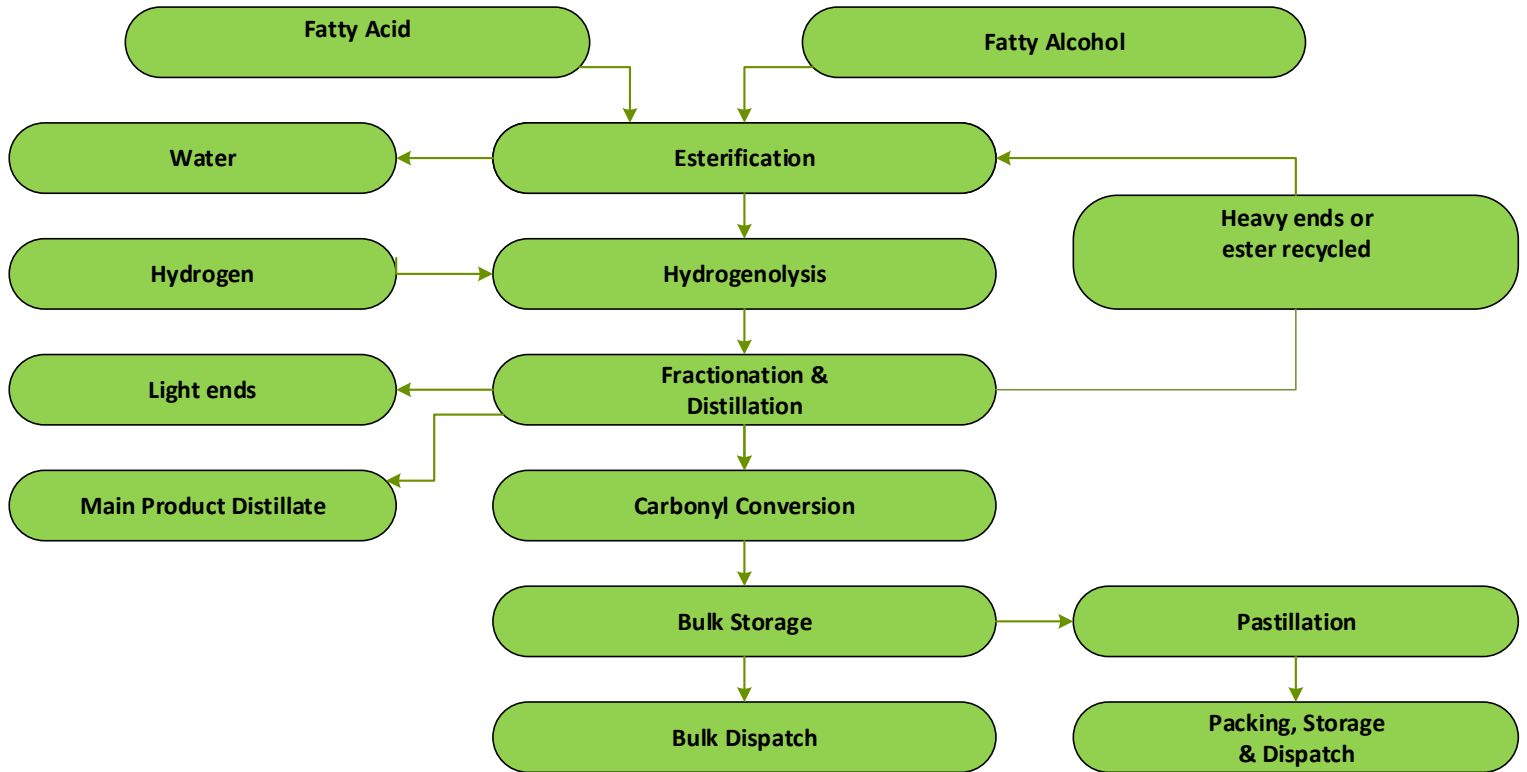 Fatty Acid
Fatty Alcohol
Water
Esterification
Heavy ends or
ester recycled
Hydrogen
Hydrogenolysis
Light ends
Fractionation &
Distillation
Main Product Distillate
Carbonyl Conversion
Bulk Storage
Pastillation
Bulk Dispatch
Packing, Storage
& Dispatch